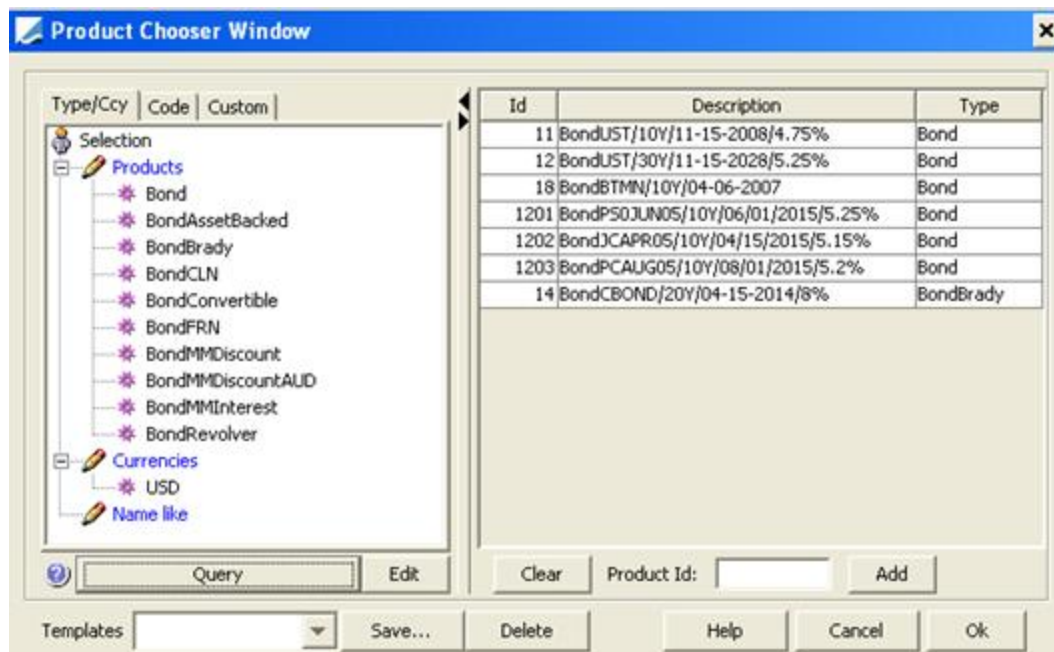 Product Chooser Window
Type/Ccy Code Custom
Selection
Products
Bond
BondAssetBacked
BondBrady
BondCLN
BondConvertible
BondFRN
BondMMDiscount
BondMMDiscountAUD
BondMMInterest
BondRevolver
Currencies
USD
Name like
Query Edit
Id Description Type
11 BondUST/10Y/11-15-2008/4.75% Bond
12 BondUST/30Y/11-15-2028/5.25% Bond
18 BondBTMN/10Y/04-06-2007 Bond
1201 BondPS0JUN05/10Y/06/01/2015/5.25% Bond
1202 BondJCAPR05/10Y/04/15/2015/5.15% Bond
1203 BondPCAUG05/10Y/08/01/2015/5.2% Bond
14 BondCBOND/20Y/04-15-2014/8% BondBrady
Clear Product Id: Add
Templates Save... Delete Help Cancel Ok